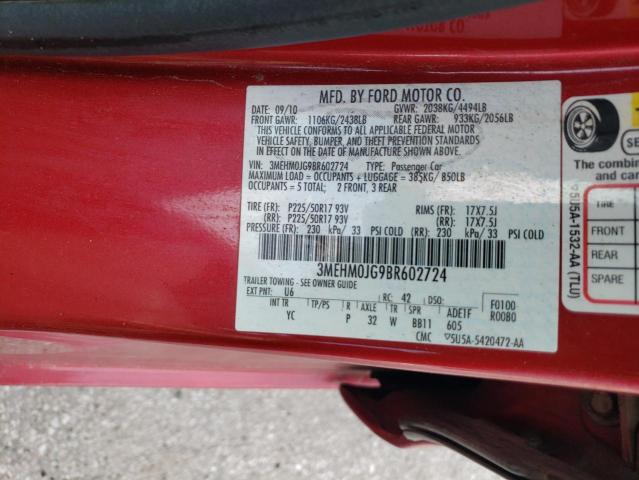 MFD. BY FORD MOTOR CO.
DATE: 09/10 GVWR: 2038KG/4494LB
FRONT GAWR: 1106KG/2438LB REAR GAWR: 933KG/2056LB
THIS VEHICLE CONFORMS TO ALL APPLICABLE FEDERAL MOTOR
VEHICLE SAFETY, BUMPER, AND THEFT PREVENTION STANDARDS
IN EFFECT ON THE DATE OF MANUFACTURE SHOWN ABOVE.
VIN: 3MEHM0JG9BR602724 TYPE: Passenger Car
MAXIMUM LOAD = OCCUPANTS + LUGGAGE = 385KG/ 850LB
OCCUPANTS = 5 TOTAL: 2 FRONT, 3 REAR
TIRE (FR): P225/50R17 93V RIMS (FR): 17X7.5J
(RR): P225/50R17 93V (RR): 17X7.5J
PRESSURE (FR): 230 kPa/ 33 PSI COLD (RR): 230 kPa/ 33 PSI COLD
3MEHM0JG9BR602724
TRAILER TOWING - SEE OWNER GUIDE
EXT PNT: U6 RC: 42 DSO: F0100
INT TR TP/PS R AXLE TR SPR ADE1F R0080
YC P 32 W BB11 605
CMC 5U5A-5420472-AA
SE
The combin
TIRE
FRONT
REAR
SPARE
5U5A-1532-AA (TLU)